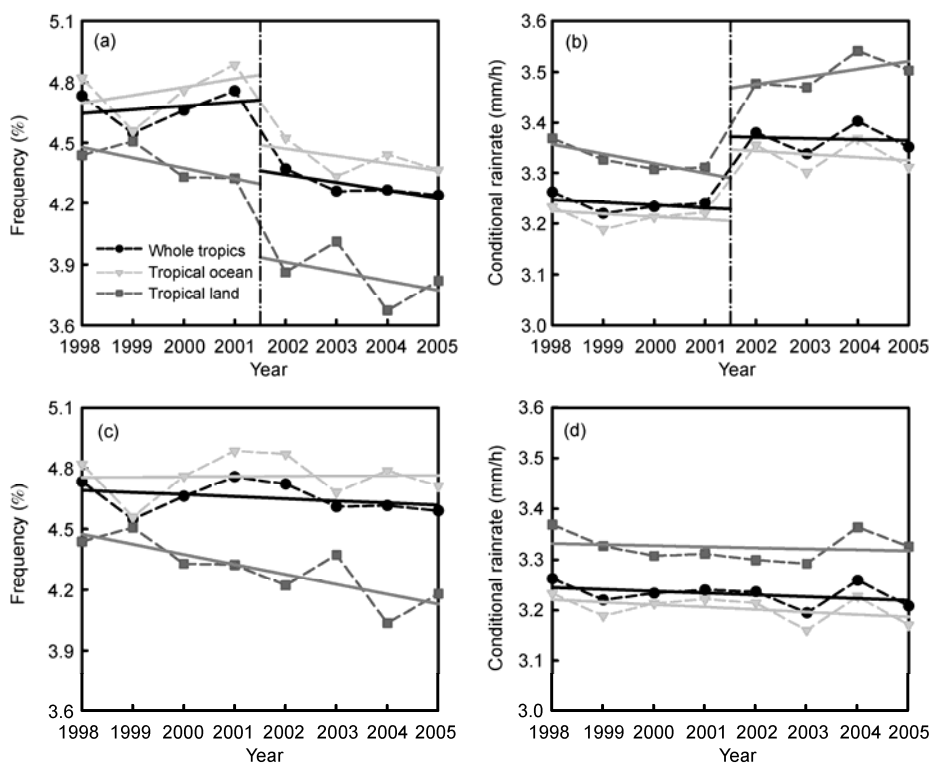 (a)
Frequency (%)
5.1
4.8
4.5
4.2
3.9
3.6
Whole tropics
Tropical ocean
Tropical land
1998 1999 2000 2001 2002 2003 2004 2005
Year
(b)
Conditional rainrate (mm/h)
3.6
3.5
3.4
3.3
3.2
3.1
3.0
1998 1999 2000 2001 2002 2003 2004 2005
Year
(c)
Frequency (%)
5.1
4.8
4.5
4.2
3.9
3.6
1998 1999 2000 2001 2002 2003 2004 2005
Year
(d)
Conditional rainrate (mm/h)
3.6
3.5
3.4
3.3
3.2
3.1
3.0
1998 1999 2000 2001 2002 2003 2004 2005
Year